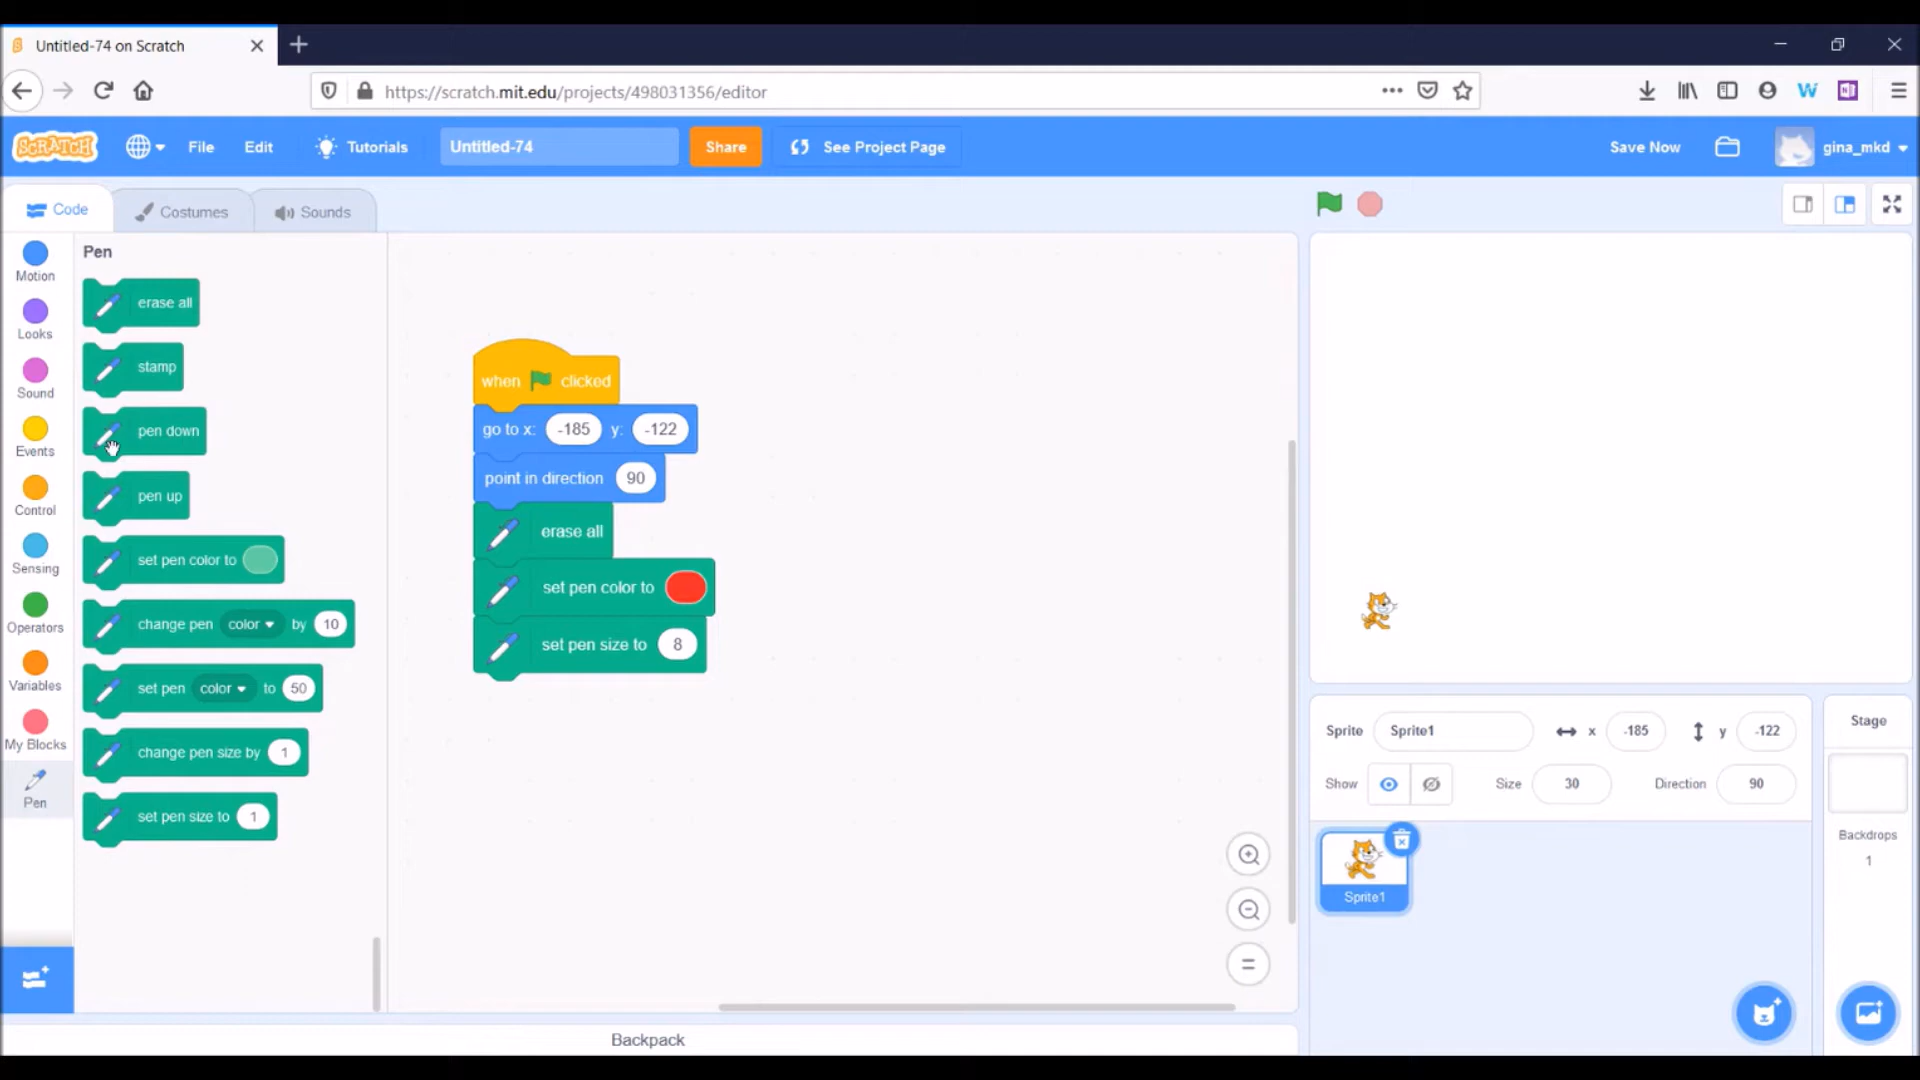 Untitled-74 on Scratch
https://scratch.mit.edu/projects/498031356/editor
SCRATCH
File
Edit
Tutorials
Untitled-74
Share
See Project Page
Save Now
gina_mkd
Code
Costumes
Sounds
Motion
Looks
Sound
Events
Control
Sensing
Operators
Variables
My Blocks
Pen
Pen
erase all
stamp
pen down
pen up
set pen color to
change pen color by 10
set pen color to 50
change pen size by 1
set pen size to 1
when clicked
go to x: -185 y: -122
point in direction 90
erase all
set pen color to
set pen size to 8
Sprite Sprite1 x -185 y -122
Show Size 30 Direction 90
Sprite1
Stage
Backdrops
1
Backpack